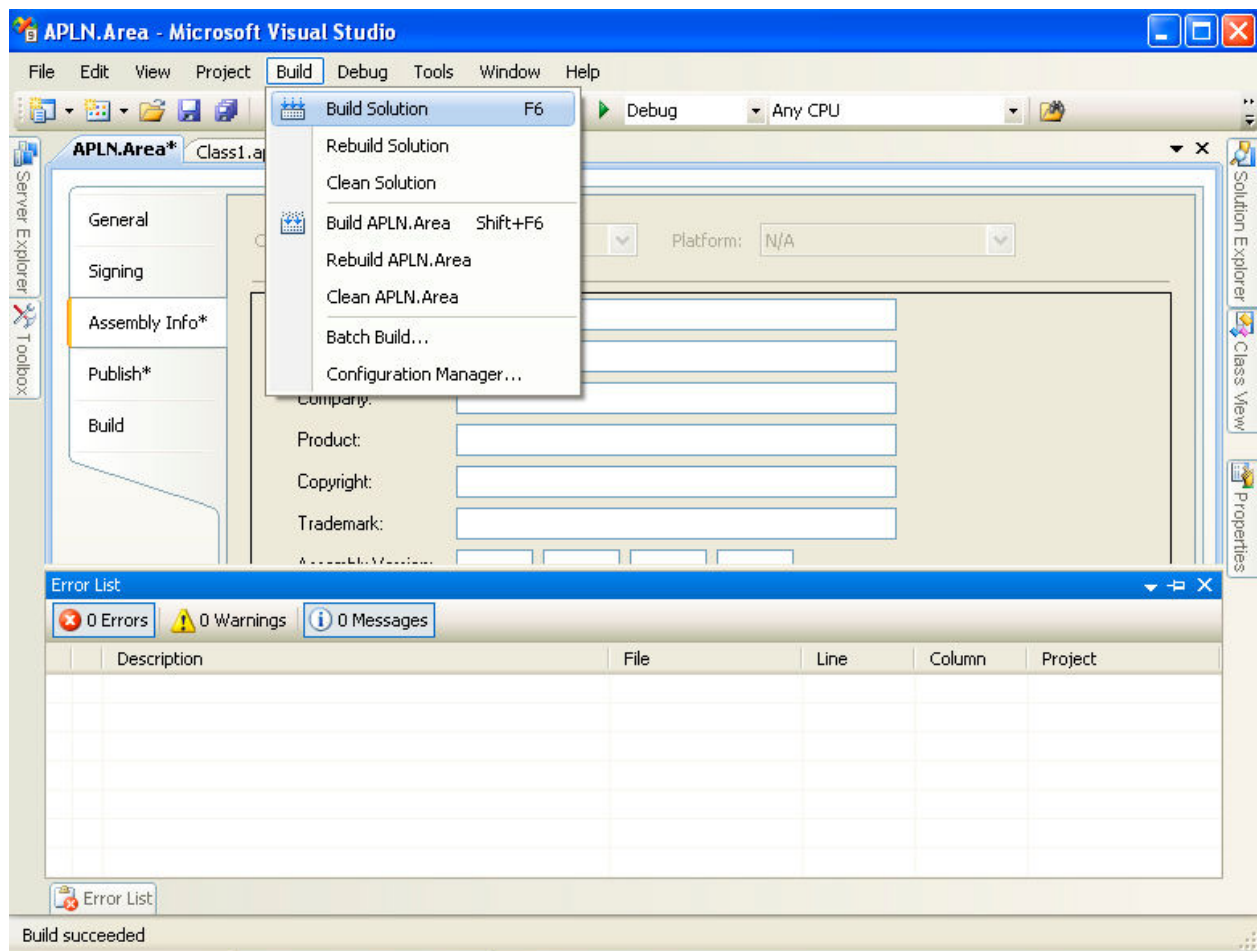 APLN.Area - Microsoft Visual Studio
File Edit View Project Build Debug Tools Window Help
Debug Any CPU
Build Solution F6
Rebuild Solution
Clean Solution
Build APLN.Area Shift+F6
Rebuild APLN.Area
Clean APLN.Area
Batch Build...
Configuration Manager...
Server Explorer
Toolbox
APLN.Area* Class1.a
General
Signing
Assembly Info*
Publish*
Build
Platform: N/A
Company:
Product:
Copyright:
Trademark:
Assembly Version:
Solution Explorer
Class View
Properties
Error List
0 Errors 0 Warnings 0 Messages
Description File Line Column Project
Error List
Build succeeded